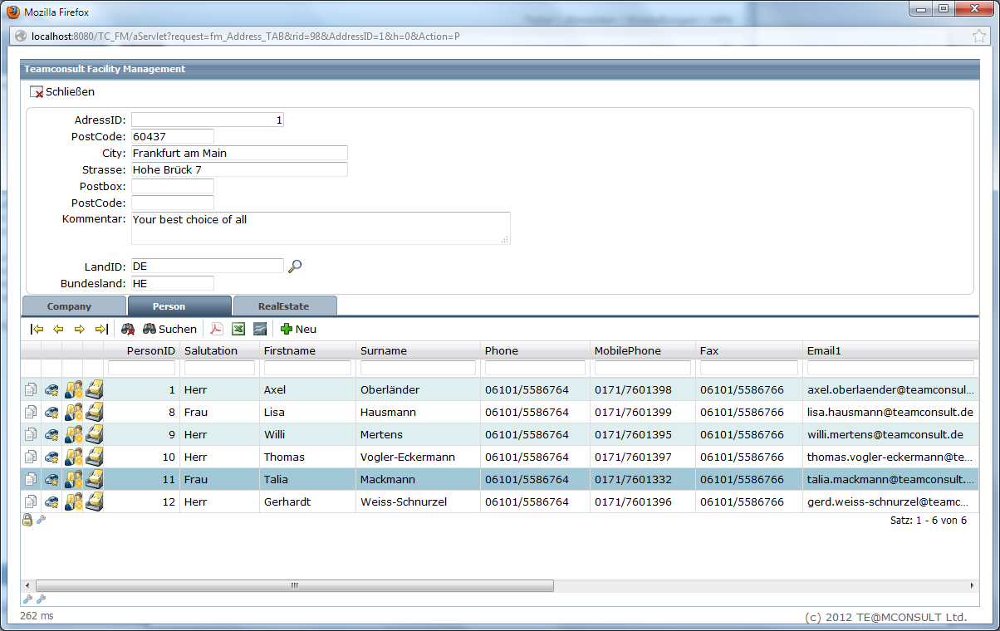 Mozilla Firefox
localhost:8080/TC_FM/aServlet?request=fm_Address_TAB&rid=98&AddressID=1&h=0&Action=P
Teamconsult Facility Management
Schließen
AdressID: 1
PostCode: 60437
City: Frankfurt am Main
Strasse: Hohe Brück 7
Postbox:
PostCode:
Kommentar: Your best choice of all
LandID: DE
Bundesland: HE
Company Person RealEstate
Suchen Neu
PersonID Salutation Firstname Surname Phone MobilePhone Fax Email1
1 Herr Axel Oberländer 06101/5586764 0171/7601398 06101/5586766 axel.oberlaender@teamconsul...
8 Frau Lisa Hausmann 06101/5586764 0171/7601399 06101/5586766 lisa.hausmann@teamconsult.de
9 Herr Willi Mertens 06101/5586764 0171/7601395 06101/5586766 willi.mertens@teamconsult.de
10 Herr Thomas Vogler-Eckermann 06101/5586764 0171/7601397 06101/5586766 thomas.vogler-eckermann@te...
11 Frau Talia Mackmann 06101/5586764 0171/7601332 06101/5586766 talia.mackmann@teamconsult....
12 Herr Gerhardt Weiss-Schnurzel 06101/5586764 0171/7601396 06101/5586766 gerd.weiss-schnurzel@teamc...
Satz: 1 - 6 von 6
262 ms
(c) 2012 TE@MCONSULT Ltd.